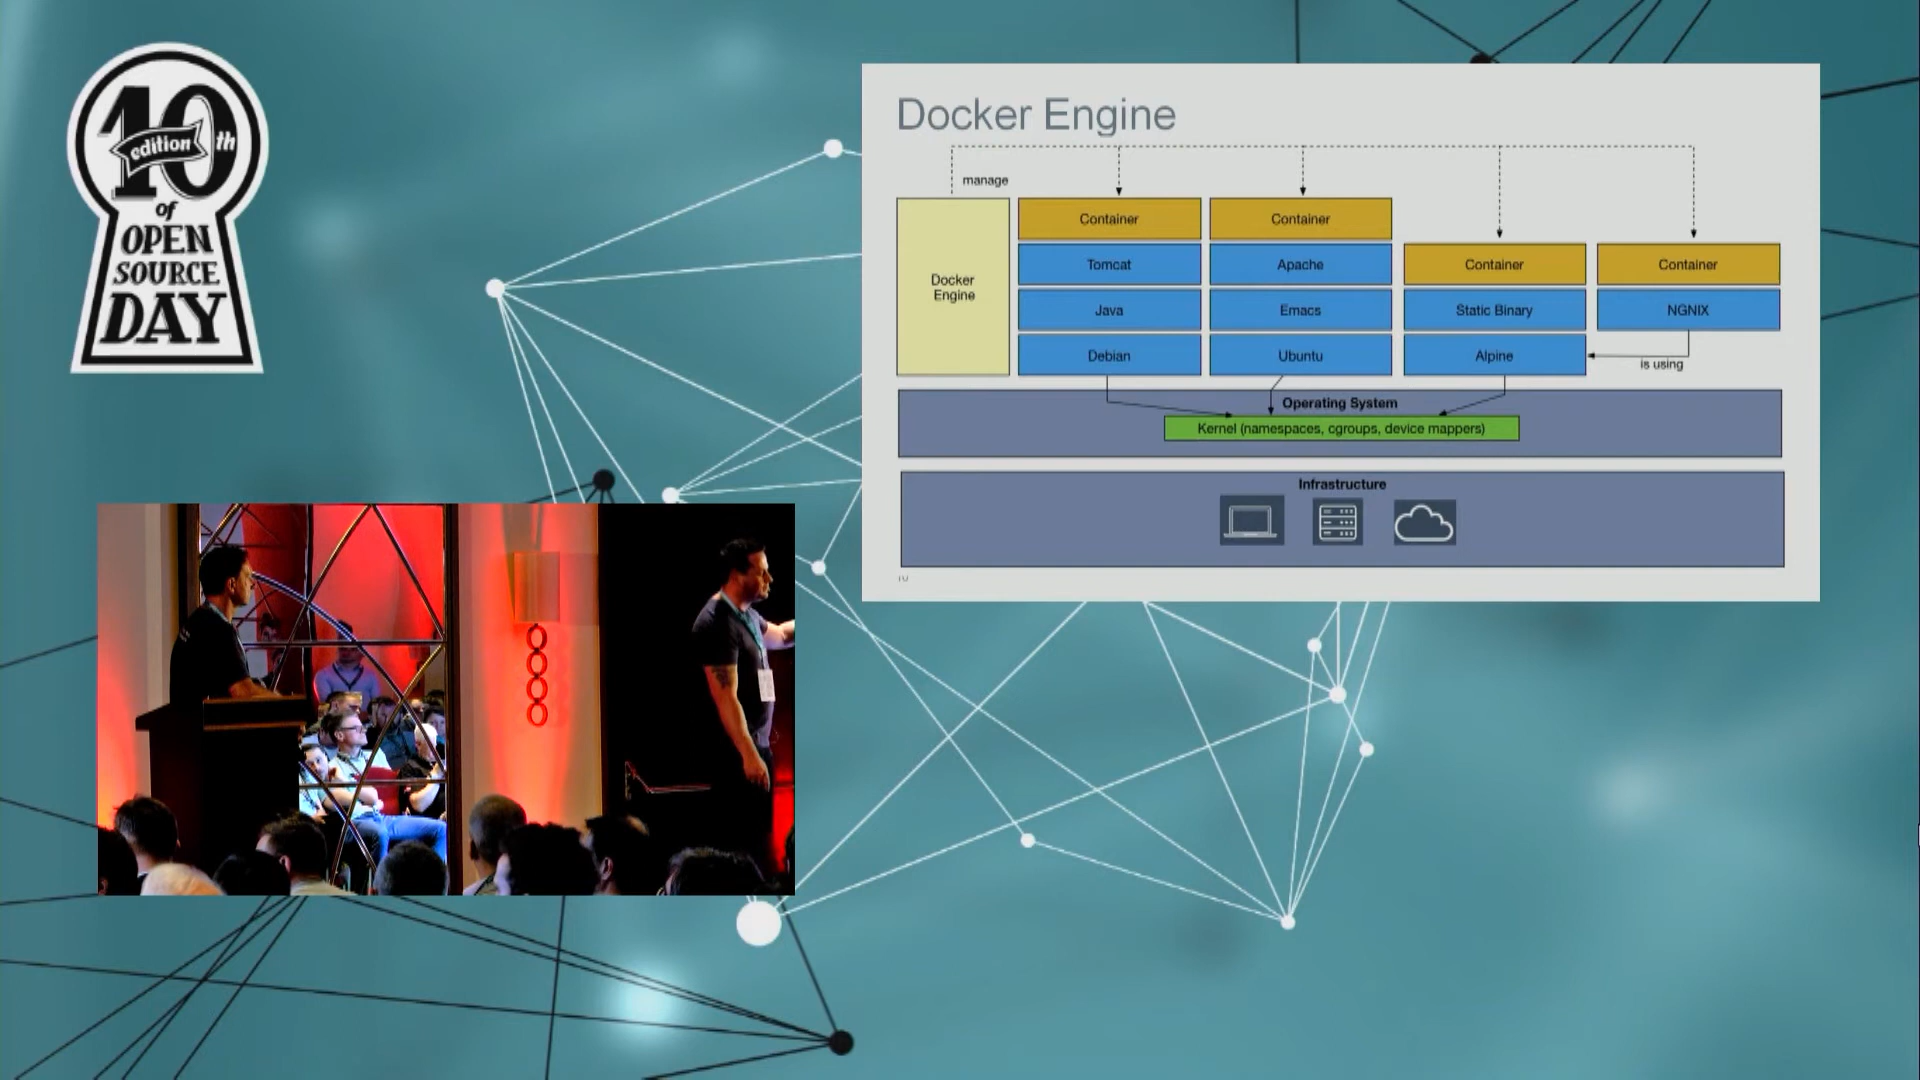 10th
edition
of
OPEN
SOURCE
DAY
Docker Engine
manage
Docker
Engine
Container
Container
Tomcat
Apache
Container
Container
Java
Emacs
Static Binary
NGNIX
Debian
Ubuntu
Alpine
is using
Operating System
Kernel (namespaces, cgroups, device mappers)
Infrastructure